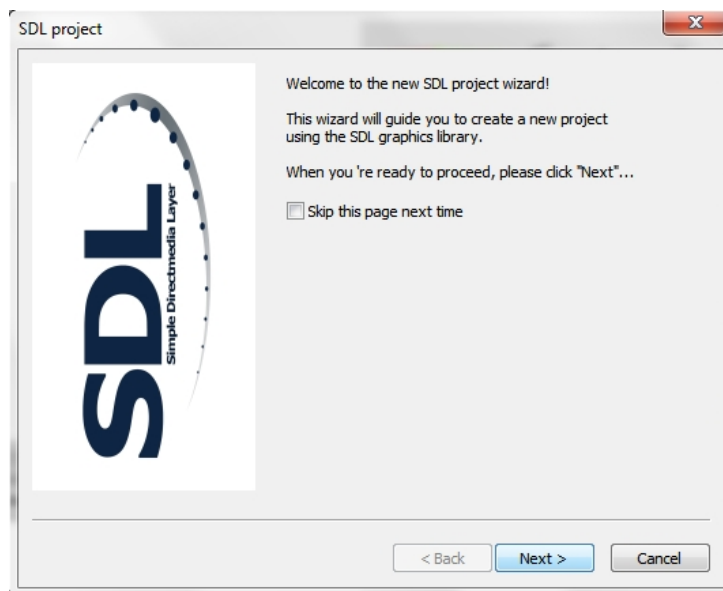 SDL project
Welcome to the new SDL project wizard!
This wizard will guide you to create a new project
using the SDL graphics library.
When you 're ready to proceed, please click "Next"...
Skip this page next time
SDL
Simple Directmedia Layer
< Back
Next >
Cancel